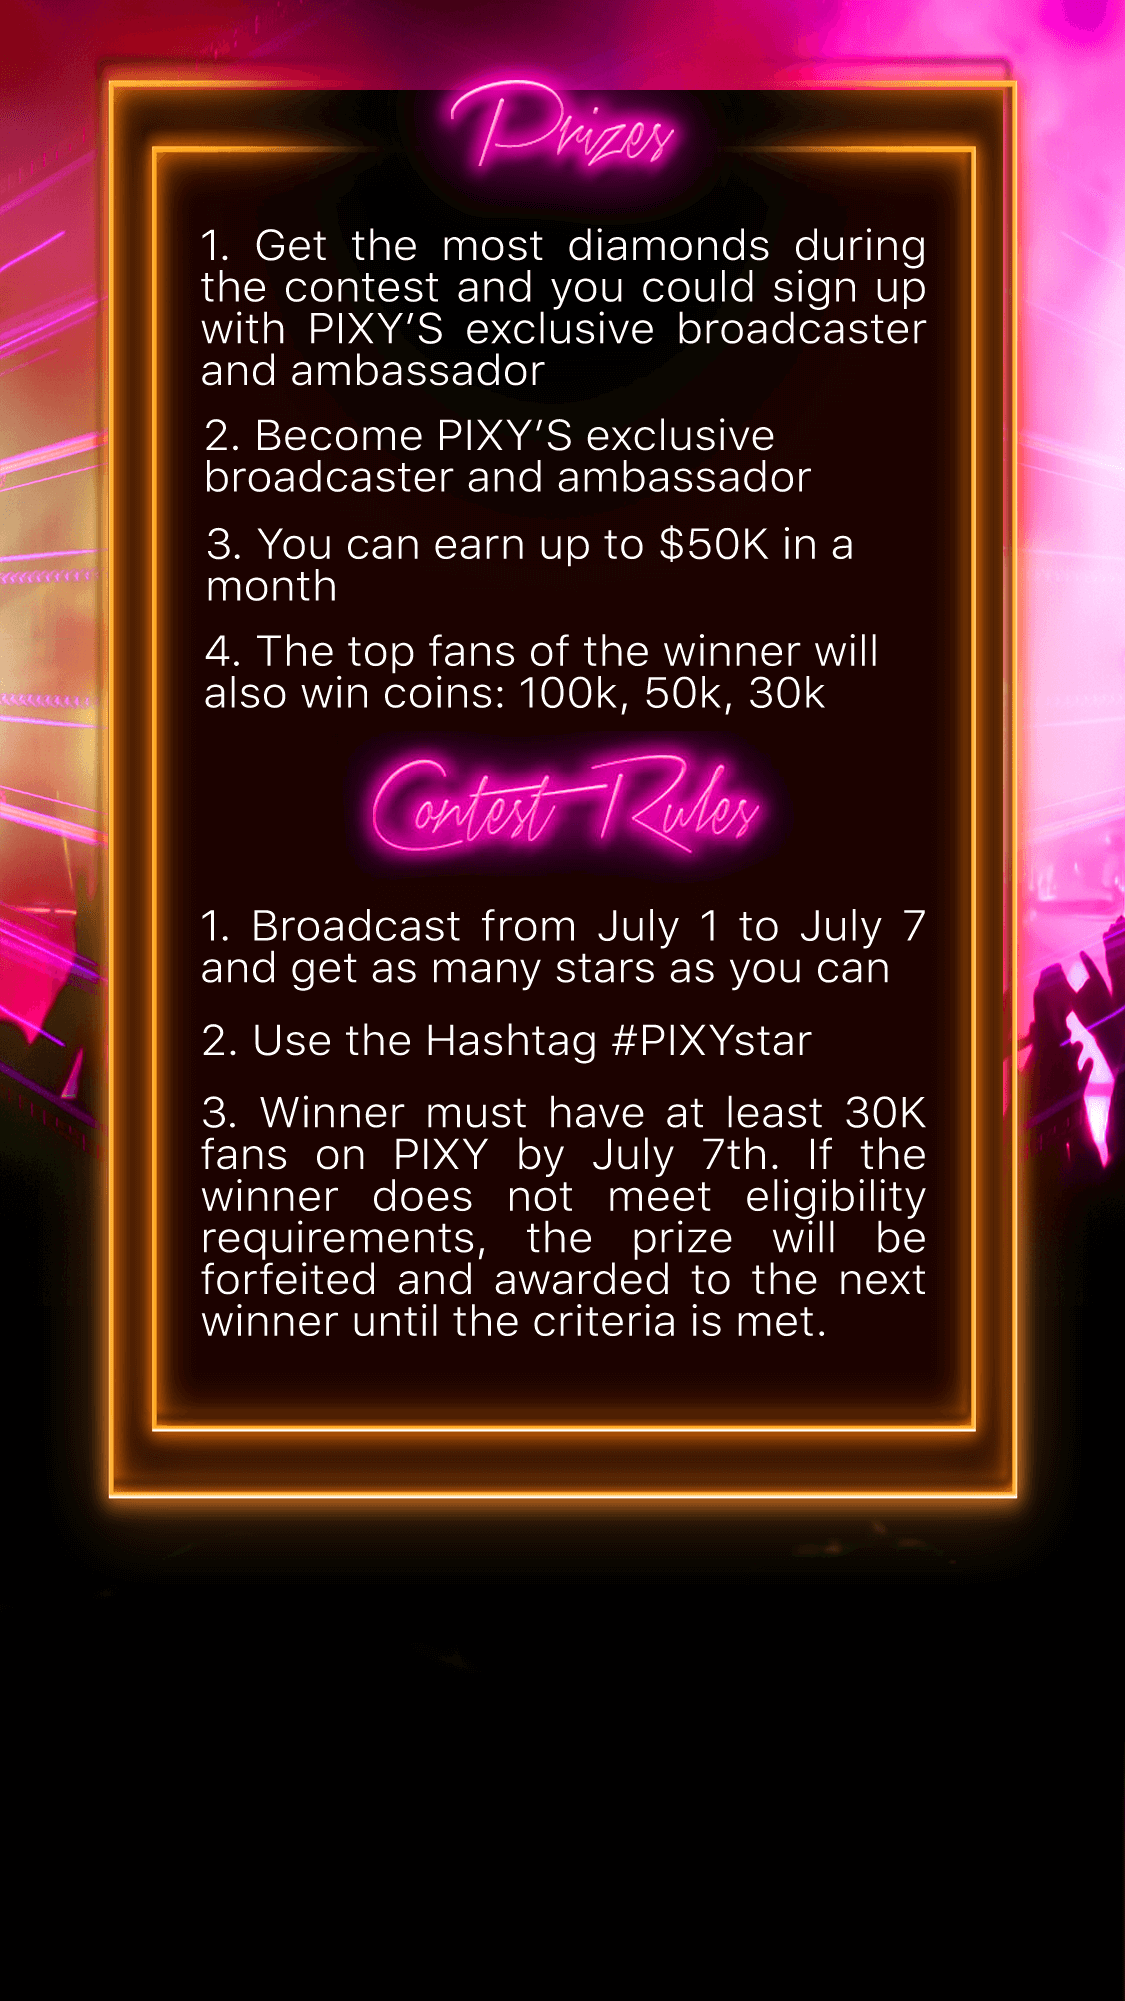 Prizes
1. Get the most diamonds during
the contest and you could sign up
with PIXY’S exclusive broadcaster
and ambassador
2. Become PIXY’S exclusive
broadcaster and ambassador
3. You can earn up to $50K in a
month
4. The top fans of the winner will
also win coins: 100k, 50k, 30k
Contest Rules
1. Broadcast from July 1 to July 7
and get as many stars as you can
2. Use the Hashtag #PIXYstar
3. Winner must have at least 30K
fans on PIXY by July 7th. If the
winner does not meet eligibility
requirements, the prize will be
forfeited and awarded to the next
winner until the criteria is met.